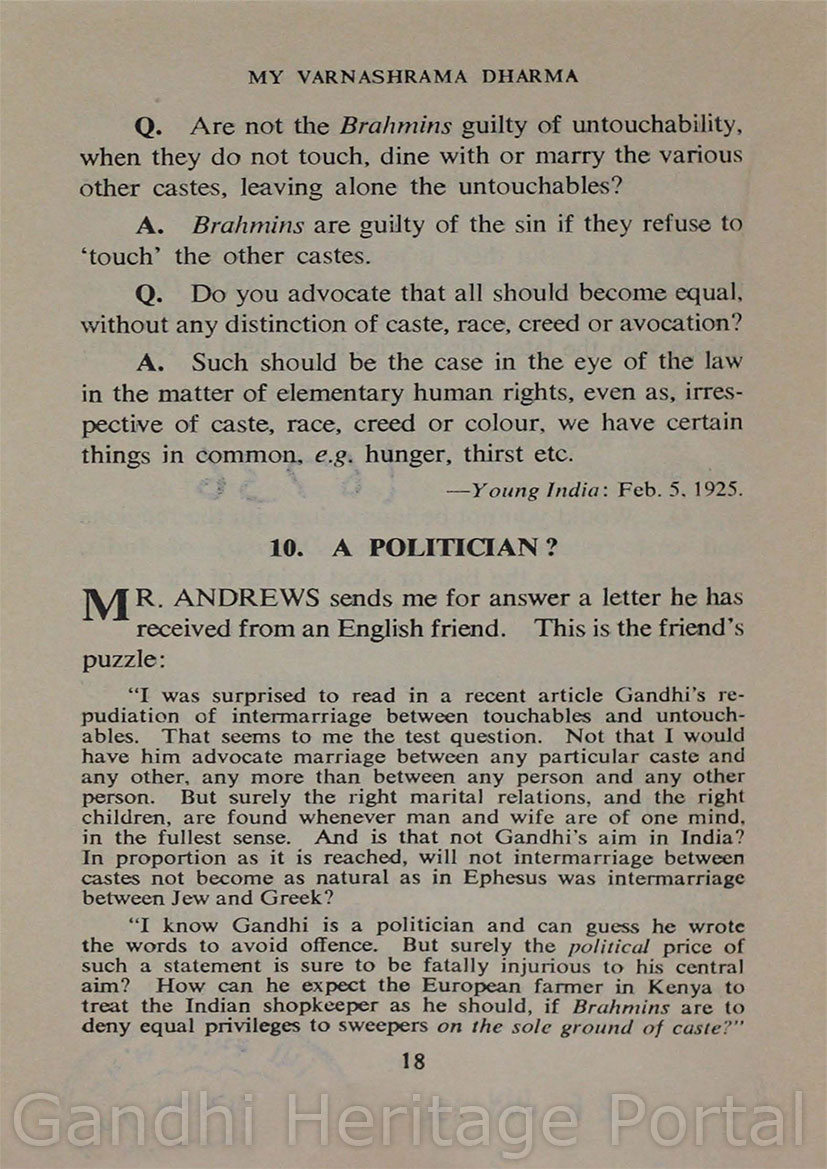 MY VARNASHRAMA DHARMA
Q. Are not the Brahmins guilty of untouchability,
when they do not touch, dine with or marry the various
other castes, leaving alone the untouchables?
A. Brahmins are guilty of the sin if they refuse to
‘touch’ the other castes.
Q. Do you advocate that all should become equal,
without any distinction of caste, race, creed or avocation?
A. Such should be the case in the eye of the law
in the matter of elementary human rights, even as, irres-
pective of caste, race, creed or colour, we have certain
things in common, e.g. hunger, thirst etc.
—Young India: Feb. 5, 1925.
10. A POLITICIAN?
MR. ANDREWS sends me for answer a letter he has
received from an English friend. This is the friend's
puzzle:
“I was surprised to read in a recent article Gandhi's re-
pudiation of intermarriage between touchables and untouch-
ables. That seems to me the test question. Not that I would
have him advocate marriage between any particular caste and
any other, any more than between any person and any other
person. But surely the right marital relations, and the right
children, are found whenever man and wife are of one mind,
in the fullest sense. And is that not Gandhi's aim in India?
In proportion as it is reached, will not intermarriage between
castes not become as natural as in Ephesus was intermarriage
between Jew and Greek?
“I know Gandhi is a politician and can guess he wrote
the words to avoid offence. But surely the political price of
such a statement is sure to be fatally injurious to his central
aim? How can he expect the European farmer in Kenya to
treat the Indian shopkeeper as he should, if Brahmins are to
deny equal privileges to sweepers on the sole ground of caste?”
18
Gandhi Heritage Portal